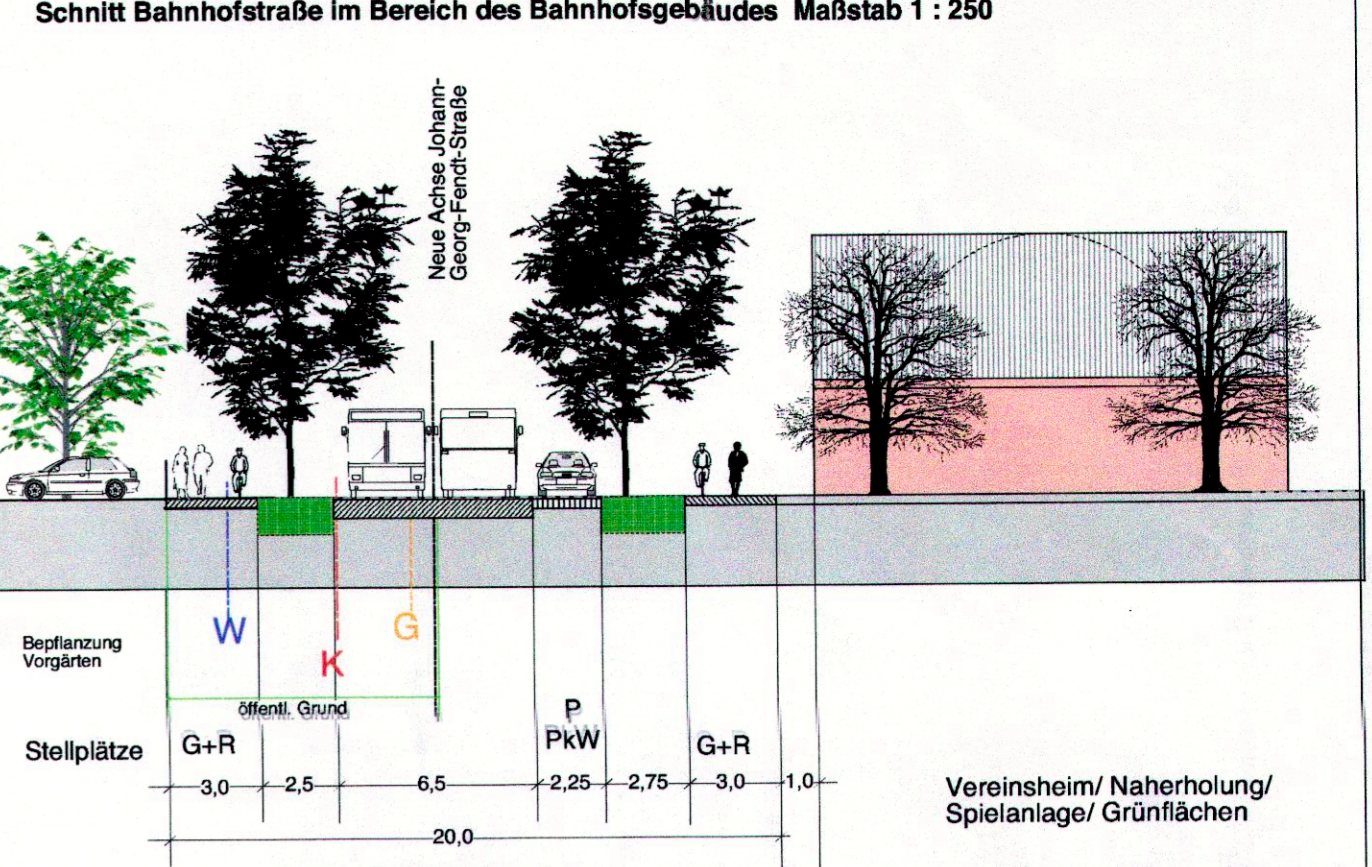 Schnitt Bahnhofstraße im Bereich des Bahnhofsgebäudes Maßstab 1 : 250
Neue Achse Johann-
Georg-Fendt-Straße
W
G
K
Bepflanzung
Vorgärten
öffentl. Grund
Stellplätze
G+R
P
PkW
G+R
3,0
2,5
6,5
2,25
2,75
3,0
1,0
20,0
Vereinsheim/ Naherholung/
Spielanlage/ Grünflächen